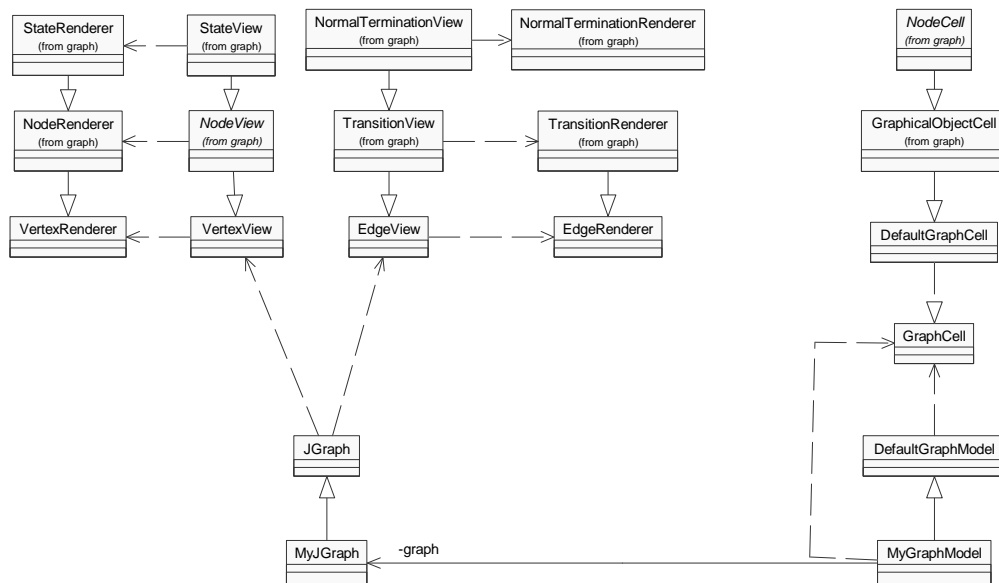 StateRenderer
(from graph)
StateView
(from graph)
NormalTerminationView
(from graph)
NormalTerminationRenderer
(from graph)
NodeCell
(from graph)
NodeRenderer
(from graph)
NodeView
(from graph)
TransitionView
(from graph)
TransitionRenderer
(from graph)
GraphicalObjectCell
(from graph)
VertexRenderer
VertexView
EdgeView
EdgeRenderer
DefaultGraphCell
GraphCell
JGraph
DefaultGraphModel
MyJGraph
-graph
MyGraphModel